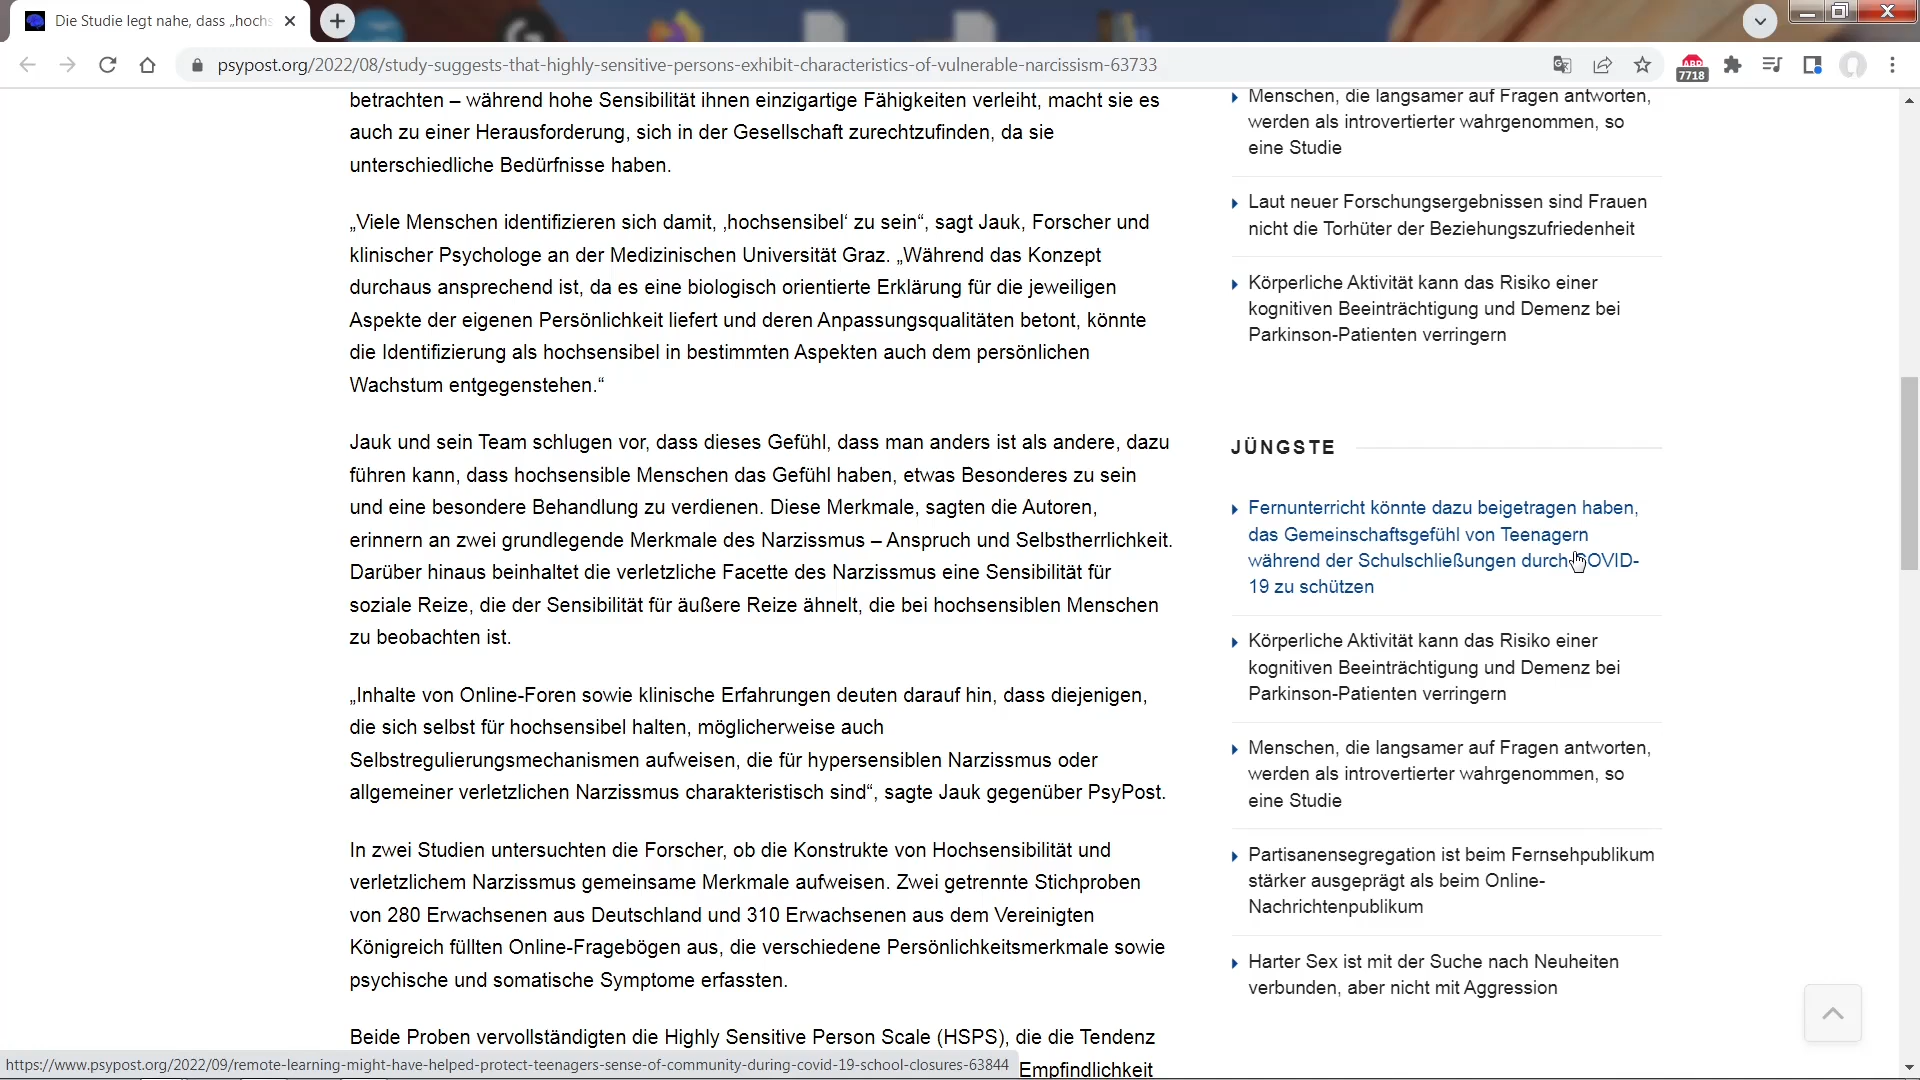 Die Studie legt nahe, dass „hochs
psypost.org/2022/08/study-suggests-that-highly-sensitive-persons-exhibit-characteristics-of-vulnerable-narcissism-63733
ABP
7718
betrachten – während hohe Sensibilität ihnen einzigartige Fähigkeiten verleiht, macht sie es
auch zu einer Herausforderung, sich in der Gesellschaft zurechtzufinden, da sie
unterschiedliche Bedürfnisse haben.
„Viele Menschen identifizieren sich damit, ‚hochsensibel‘ zu sein“, sagt Jauk, Forscher und
klinischer Psychologe an der Medizinischen Universität Graz. „Während das Konzept
durchaus ansprechend ist, da es eine biologisch orientierte Erklärung für die jeweiligen
Aspekte der eigenen Persönlichkeit liefert und deren Anpassungsqualitäten betont, könnte
die Identifizierung als hochsensibel in bestimmten Aspekten auch dem persönlichen
Wachstum entgegenstehen.“
Jauk und sein Team schlugen vor, dass dieses Gefühl, dass man anders ist als andere, dazu
führen kann, dass hochsensible Menschen das Gefühl haben, etwas Besonderes zu sein
und eine besondere Behandlung zu verdienen. Diese Merkmale, sagten die Autoren,
erinnern an zwei grundlegende Merkmale des Narzissmus – Anspruch und Selbstherrlichkeit.
Darüber hinaus beinhaltet die verletzliche Facette des Narzissmus eine Sensibilität für
soziale Reize, die der Sensibilität für äußere Reize ähnelt, die bei hochsensiblen Menschen
zu beobachten ist.
„Inhalte von Online-Foren sowie klinische Erfahrungen deuten darauf hin, dass diejenigen,
die sich selbst für hochsensibel halten, möglicherweise auch
Selbstregulierungsmechanismen aufweisen, die für hypersensiblen Narzissmus oder
allgemeiner verletzlichen Narzissmus charakteristisch sind“, sagte Jauk gegenüber PsyPost.
In zwei Studien untersuchten die Forscher, ob die Konstrukte von Hochsensibilität und
verletzlichem Narzissmus gemeinsame Merkmale aufweisen. Zwei getrennte Stichproben
von 280 Erwachsenen aus Deutschland und 310 Erwachsenen aus dem Vereinigten
Königreich füllten Online-Fragebögen aus, die verschiedene Persönlichkeitsmerkmale sowie
psychische und somatische Symptome erfassten.
Beide Proben vervollständigten die Highly Sensitive Person Scale (HSPS), die die Tendenz
Empfindlichkeit
Menschen, die langsamer auf Fragen antworten,
werden als introvertierter wahrgenommen, so
eine Studie
Laut neuer Forschungsergebnissen sind Frauen
nicht die Torhüter der Beziehungszufriedenheit
Körperliche Aktivität kann das Risiko einer
kognitiven Beeinträchtigung und Demenz bei
Parkinson-Patienten verringern
JÜNGSTE
Fernunterricht könnte dazu beigetragen haben,
das Gemeinschaftsgefühl von Teenagern
während der Schulschließungen durch OVID-
19 zu schützen
Körperliche Aktivität kann das Risiko einer
kognitiven Beeinträchtigung und Demenz bei
Parkinson-Patienten verringern
Menschen, die langsamer auf Fragen antworten,
werden als introvertierter wahrgenommen, so
eine Studie
Partisanensegregation ist beim Fernsehpublikum
stärker ausgeprägt als beim Online-
Nachrichtenpublikum
Harter Sex ist mit der Suche nach Neuheiten
verbunden, aber nicht mit Aggression
https://www.psypost.org/2022/09/remote-learning-might-have-helped-protect-teenagers-sense-of-community-during-covid-19-school-closures-63844